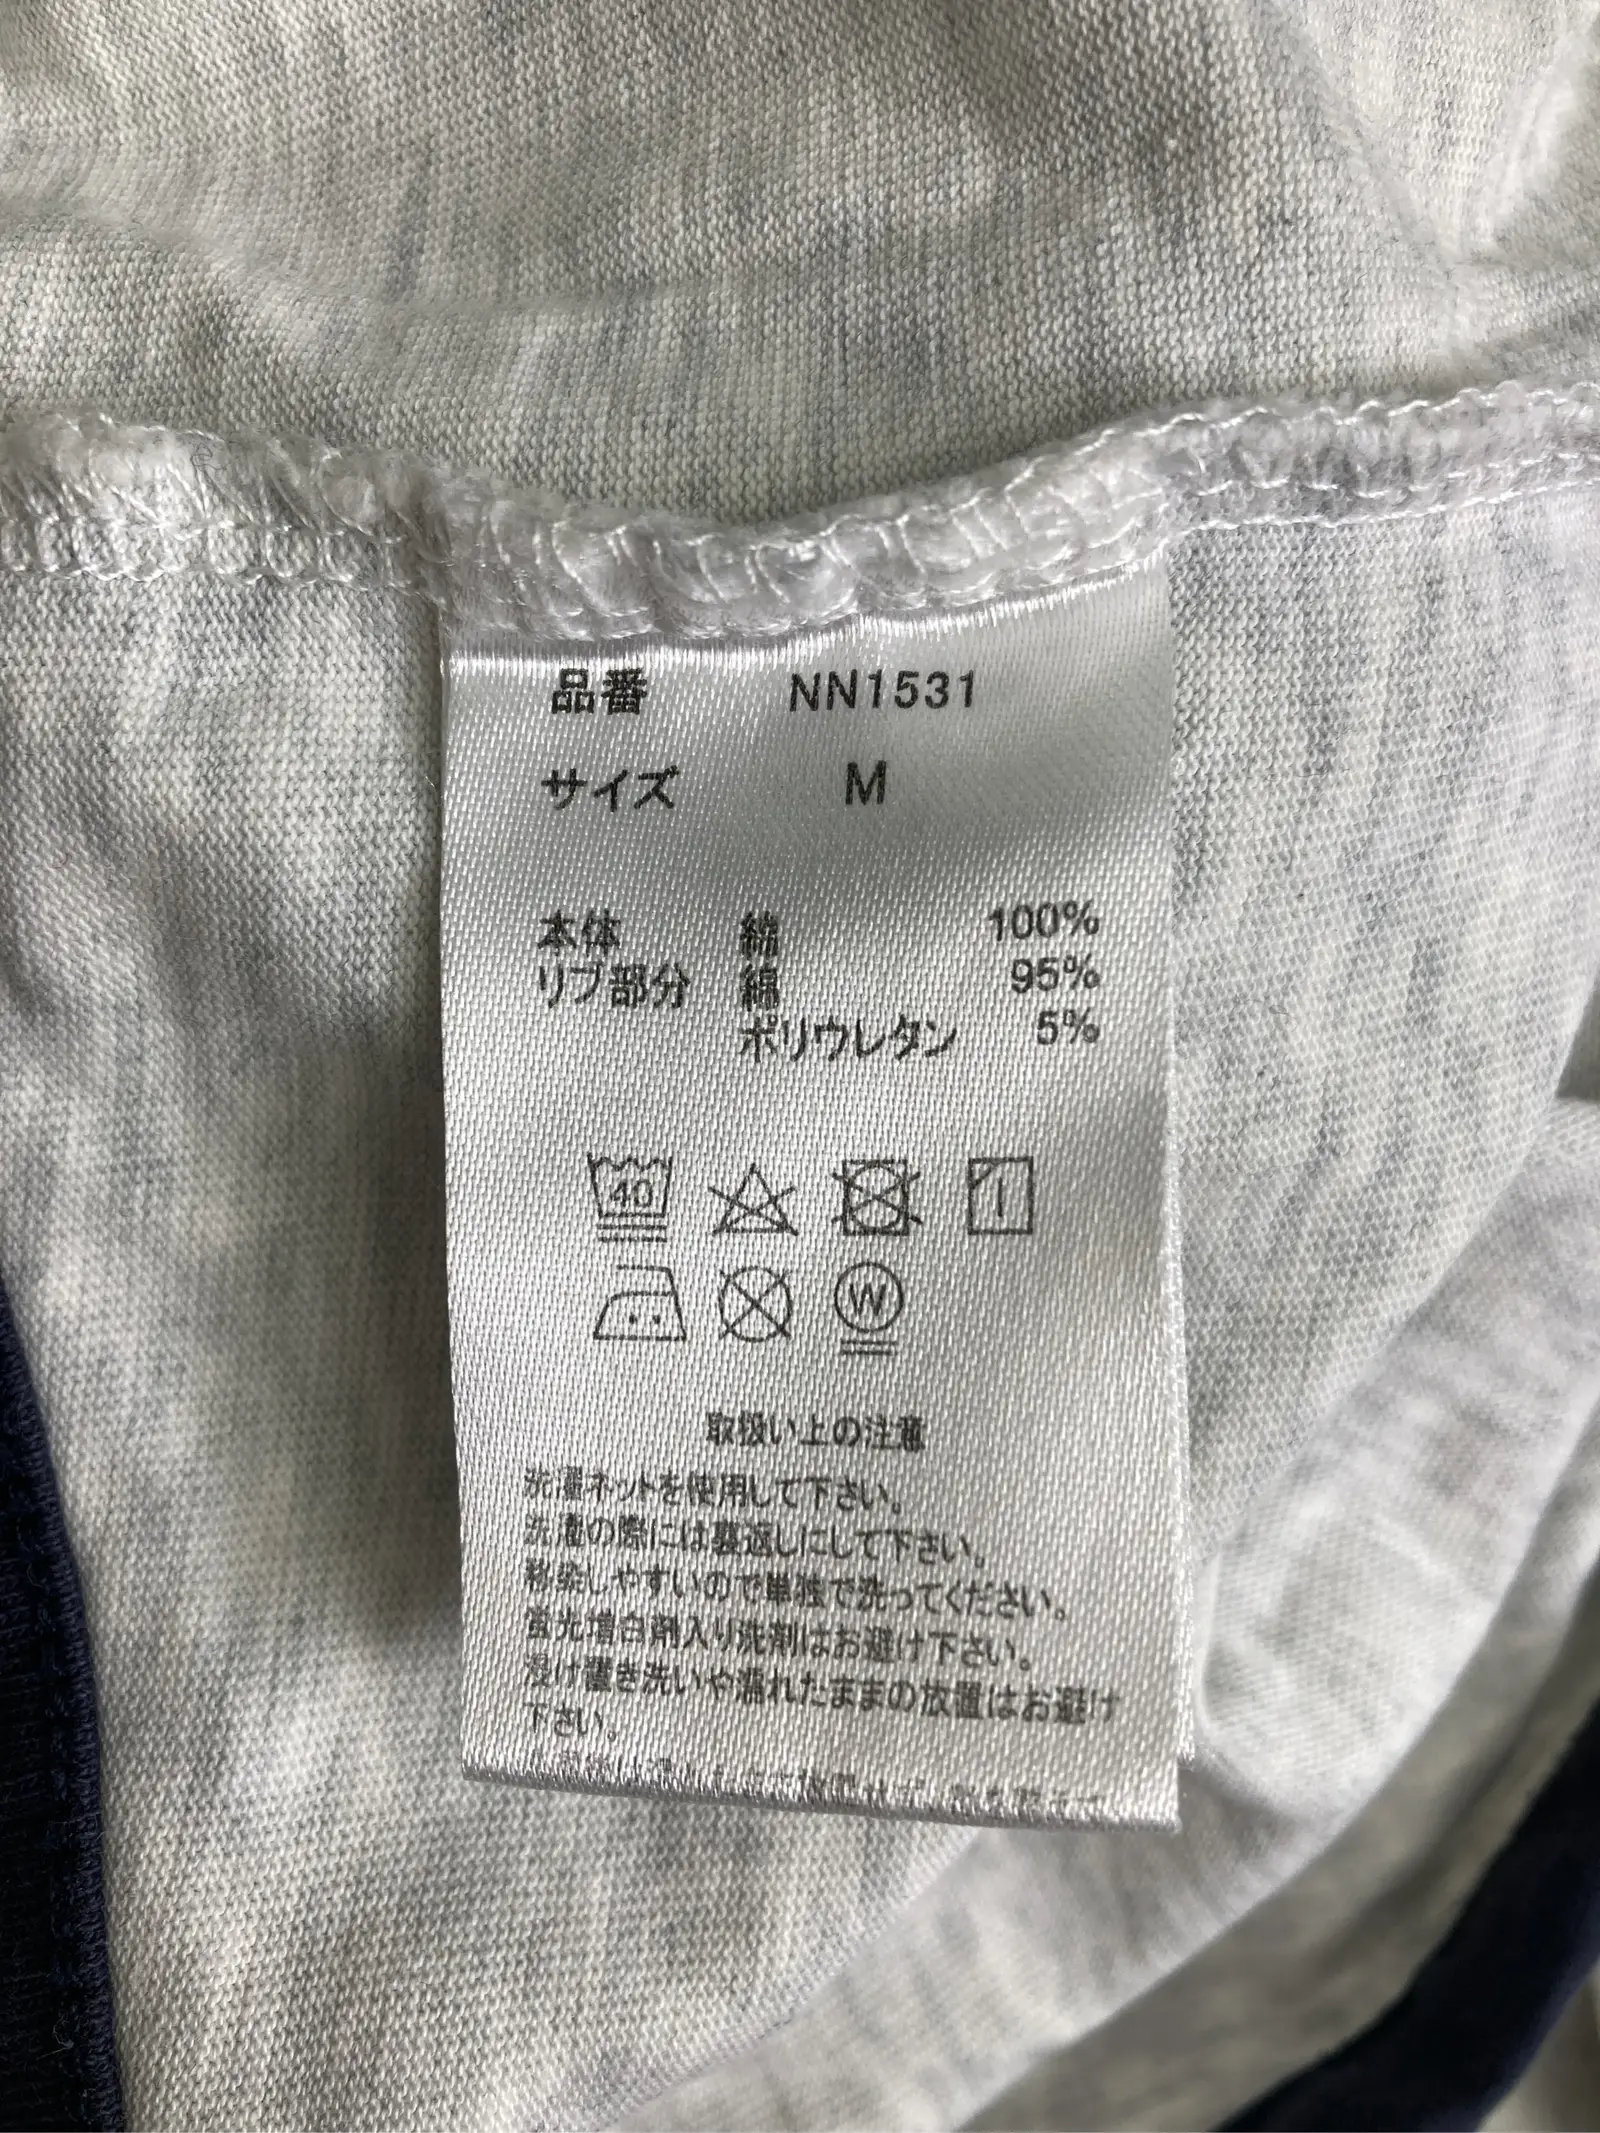 品番 NN1531
サイズ M
本体 綿 100%
リブ部分 綿 95%
ポリウレタン 5%
40
W
取扱い上の注意
洗濯ネットを使用して下さい。
洗濯の際には裏返しにして下さい。
移染しやすいので単独で洗ってください。
蛍光増白剤入り洗剤はお避け下さい。
浸け置き洗いや濡れたままの放置はお避け
下さい。